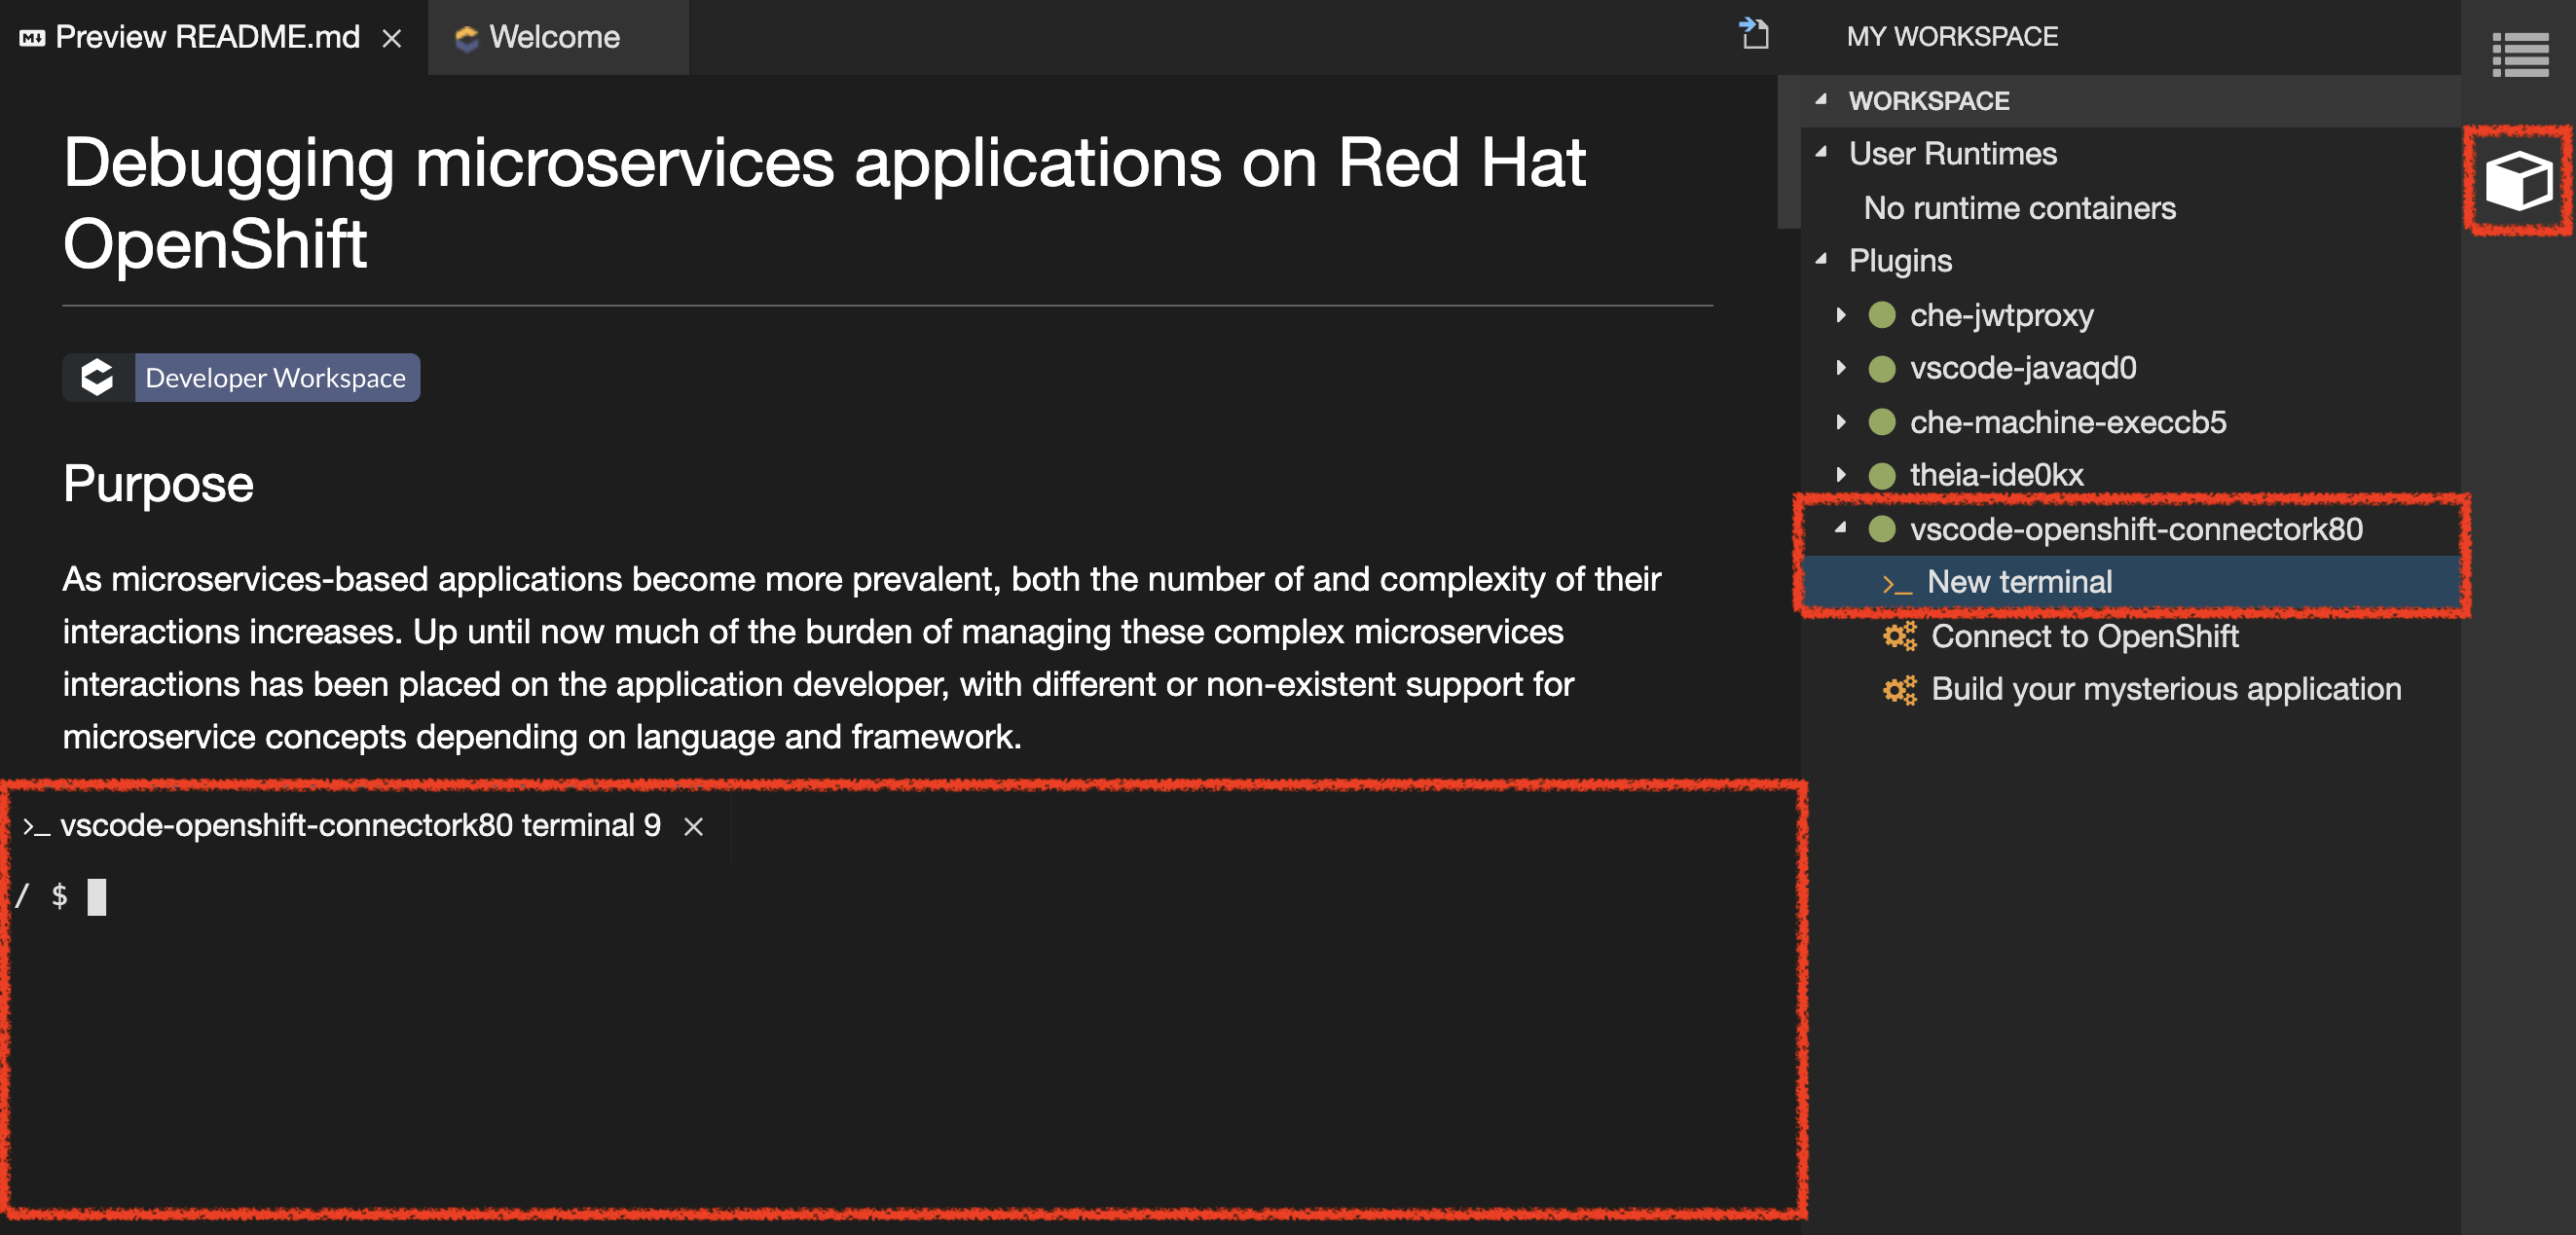 Preview README.md
Welcome
Debugging microservices applications on Red Hat
OpenShift
Developer Workspace
Purpose
As microservices-based applications become more prevalent, both the number of and complexity of their
interactions increases. Up until now much of the burden of managing these complex microservices
interactions has been placed on the application developer, with different or non-existent support for
microservice concepts depending on language and framework.
>_ vscode-openshift-connectork80 terminal 9
/ $
MY WORKSPACE
WORKSPACE
User Runtimes
No runtime containers
Plugins
che-jwtproxy
vscode-javaqd0
che-machine-execcb5
theia-ide0kx
vscode-openshift-connectork80
>_ New terminal
Connect to OpenShift
Build your mysterious application